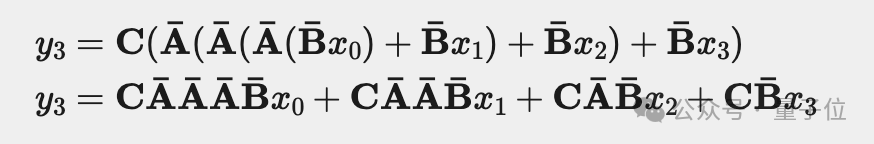 y₃ = C(Ā(Ā(Ā(B̄x₀) + B̄x₁) + B̄x₂) + B̄x₃)
y₃ = CĀĀĀB̄x₀ + CĀĀB̄x₁ + CĀB̄x₂ + CB̄x₃
公众号 · 量子位